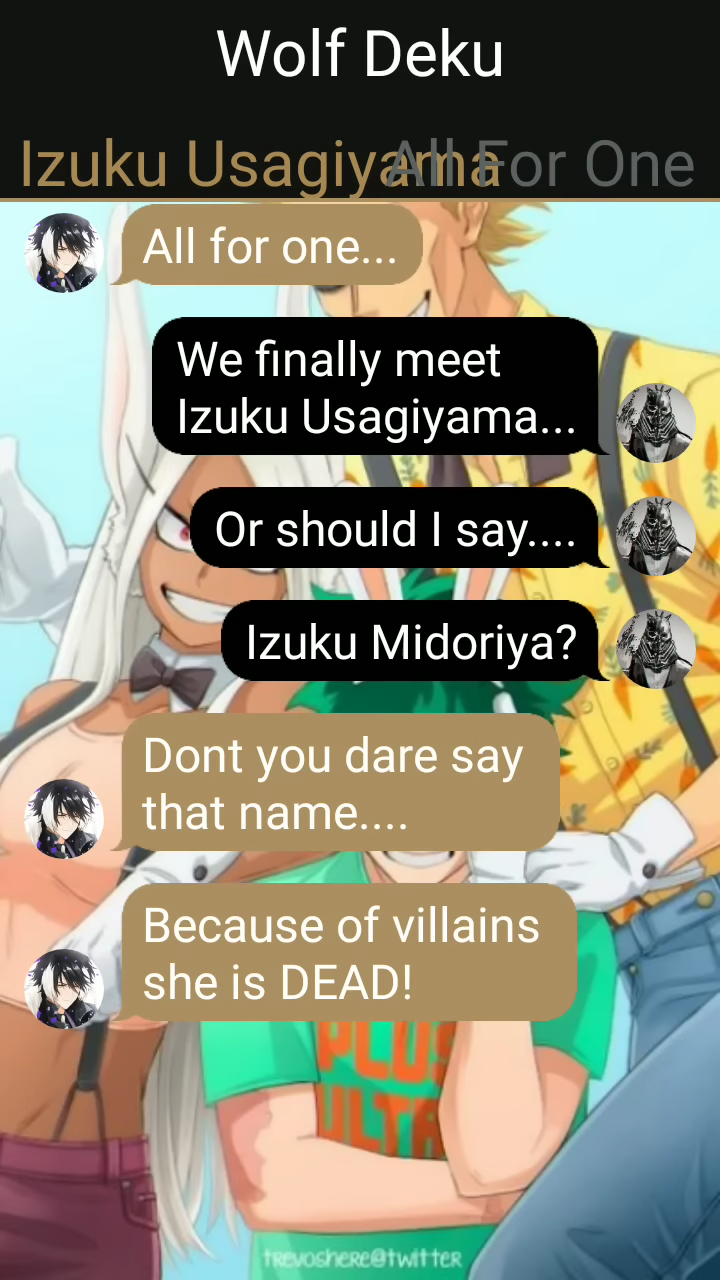 Wolf Deku
Izuku Usagiyama
All For One
All for one...
We finally meet
Izuku Usagiyama...
Or should I say....
Izuku Midoriya?
Dont you dare say
that name....
Because of villains
she is DEAD!
PLUS
ULTRA
trevoshere@twitter